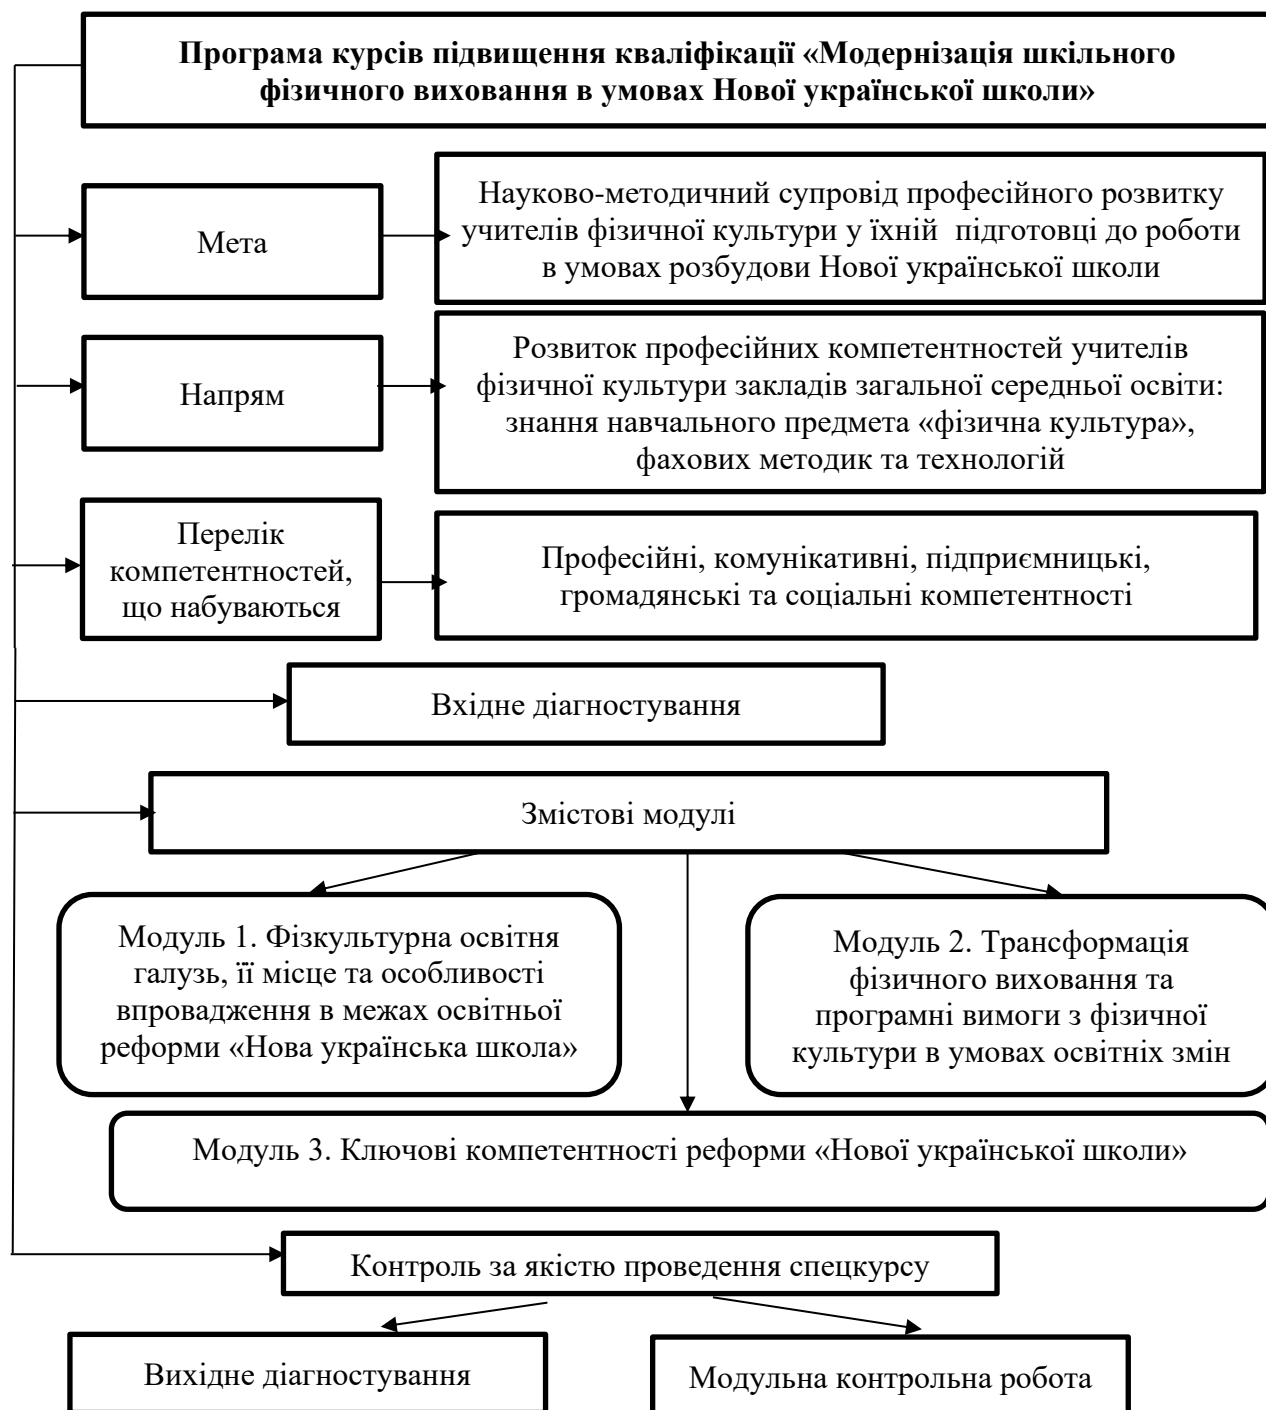 Програма курсів підвищення кваліфікації «Модернізація шкільного
фізичного виховання в умовах Нової української школи»
Мета
Науково-методичний супровід професійного розвитку
учителів фізичної культури у їхній підготовці до роботи
в умовах розбудови Нової української школи
Напрям
Розвиток професійних компетентностей учителів
фізичної культури закладів загальної середньої освіти:
знання навчального предмета «фізична культура»,
фахових методик та технологій
Перелік
компетентностей,
що набуваються
Професійні, комунікативні, підприємницькі,
громадянські та соціальні компетентності
Вхідне діагностування
Змістові модулі
Модуль 1. Фізкультурна освітня
галузь, її місце та особливості
впровадження в межах освітньої
реформи «Нова українська школа»
Модуль 2. Трансформація
фізичного виховання та
програмні вимоги з фізичної
культури в умовах освітніх змін
Модуль 3. Ключові компетентності реформи «Нової української школи»
Контроль за якістю проведення спецкурсу
Вихідне діагностування
Модульна контрольна робота